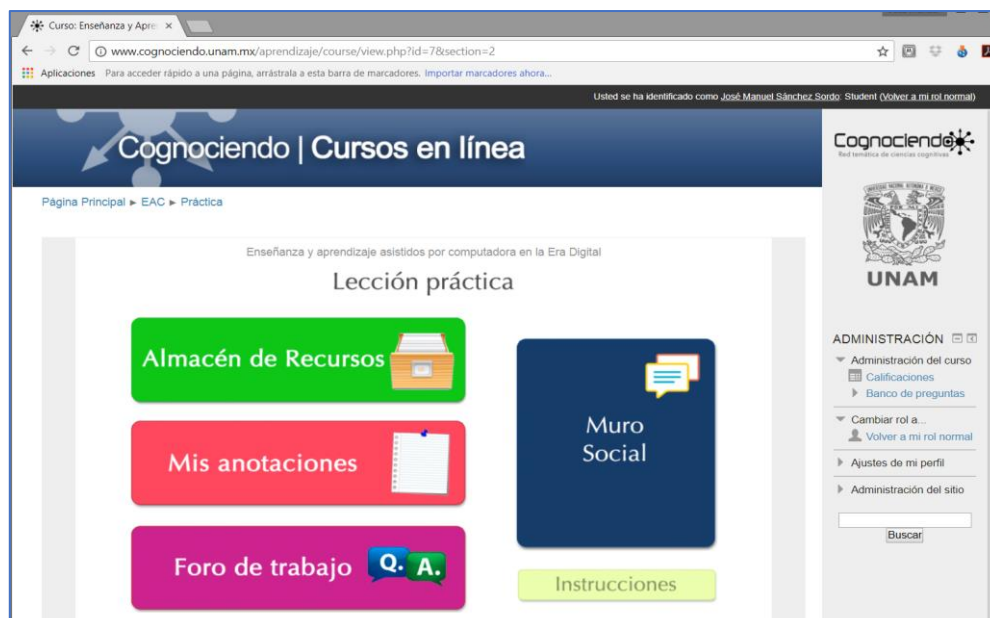 Curso: Enseñanza y Apre
www.cognociendo.unam.mx/aprendizaje/course/view.php?id=7&section=2
Aplicaciones Para acceder rápido a una página, arrástrala a esta barra de marcadores. Importar marcadores ahora...
Usted se ha identificado como José Manuel Sánchez Sordo: Student (Volver a mi rol normal)
Cognociendo | Cursos en línea
Cognociendo
Red temática de ciencias cognitivas
Página Principal ► EAC ► Práctica
Enseñanza y aprendizaje asistidos por computadora en la Era Digital
Lección práctica
Almacén de Recursos
Mis anotaciones
Foro de trabajo Q. A.
Muro
Social
Instrucciones
UNAM
ADMINISTRACIÓN
Administración del curso
Calificaciones
Banco de preguntas
Cambiar rol a...
Volver a mi rol normal
Ajustes de mi perfil
Administración del sitio
Buscar